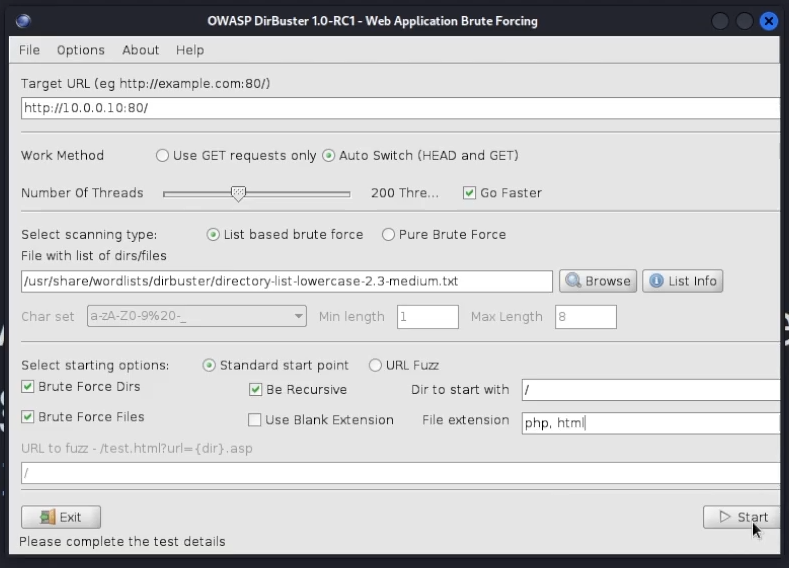 OWASP DirBuster 1.0-RC1 - Web Application Brute Forcing
File Options About Help
Target URL (eg http://example.com:80/)
http://10.0.0.10:80/
Work Method Use GET requests only Auto Switch (HEAD and GET)
Number Of Threads 200 Thre... Go Faster
Select scanning type: List based brute force Pure Brute Force
File with list of dirs/files
/usr/share/wordlists/dirbuster/directory-list-lowercase-2.3-medium.txt Browse List Info
Char set a-zA-Z0-9%20-_ Min length 1 Max Length 8
Select starting options: Standard start point URL Fuzz
Brute Force Dirs Be Recursive Dir to start with /
Brute Force Files Use Blank Extension File extension php, html
URL to fuzz - /test.html?url={dir}.asp
/
Exit Start
Please complete the test details